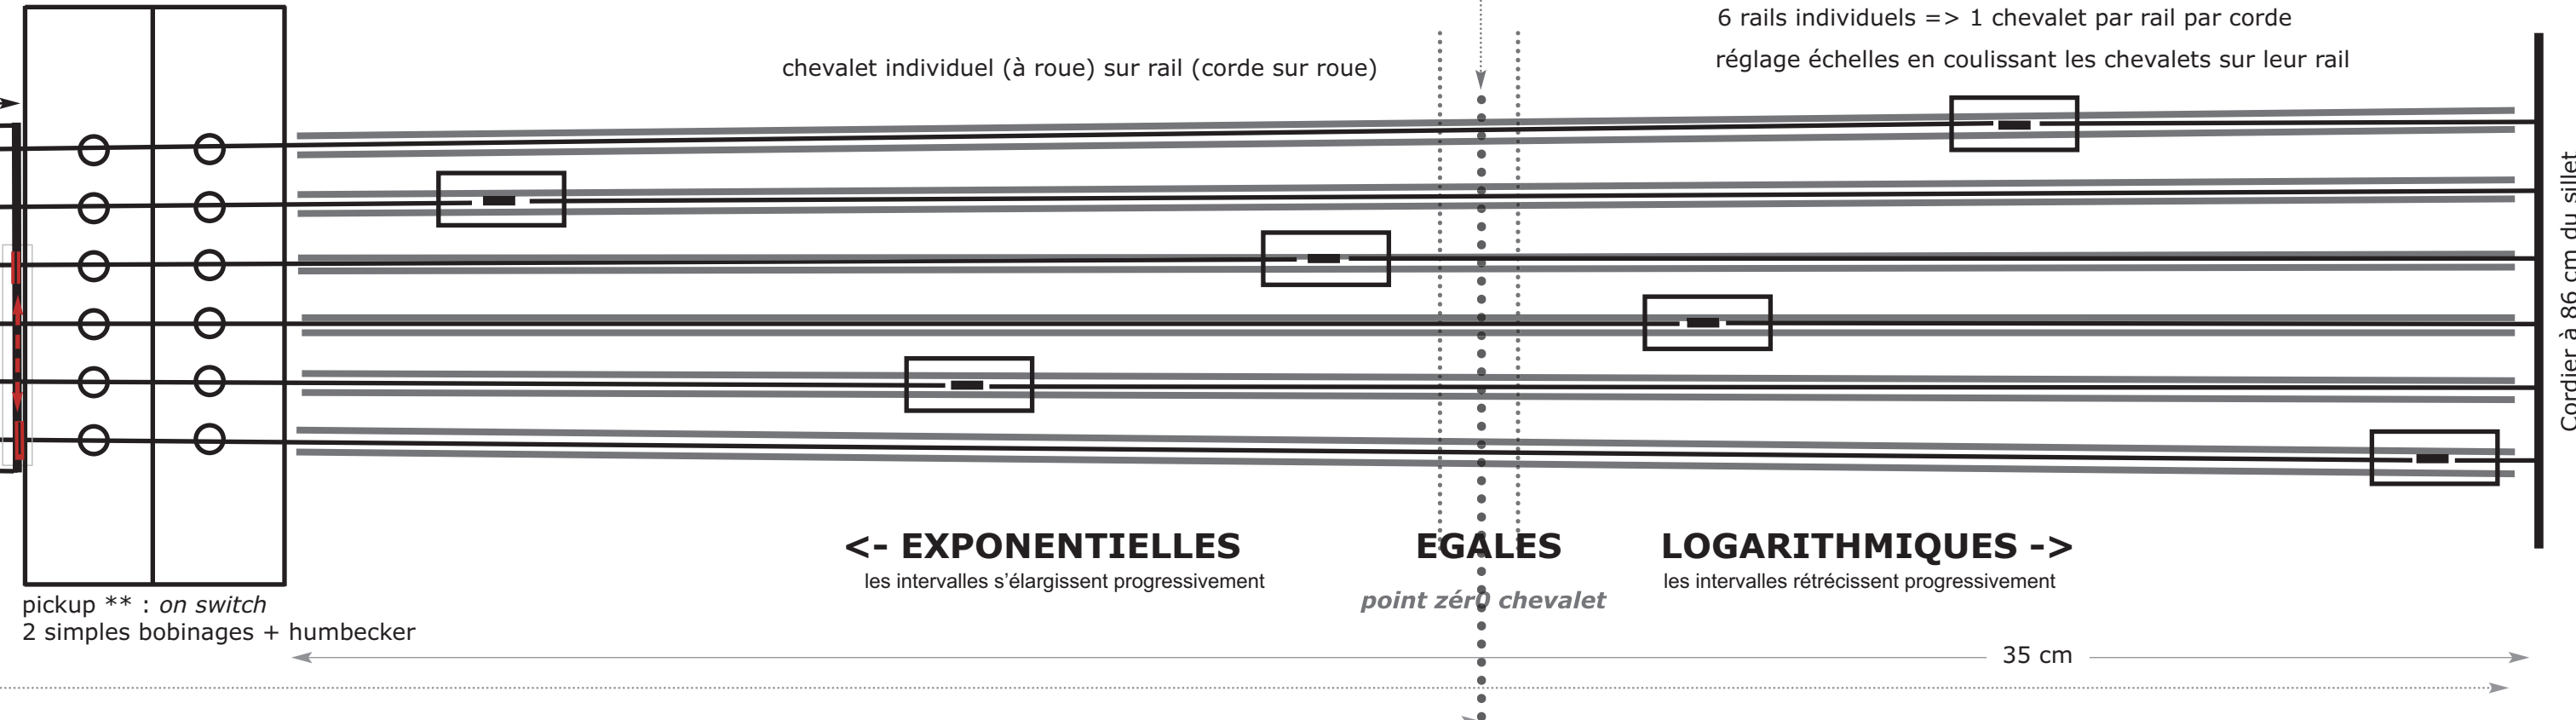 6 rails individuels => 1 chevalet par rail par corde
chevalet individuel (à roue) sur rail (corde sur roue)
réglage échelles en coulissant les chevalets sur leur rail
Cordier à 86 cm du sillet
<- EXPONENTIELLES
EGALES
LOGARITHMIQUES ->
les intervalles s’élargissent progressivement
les intervalles rétrécissent progressivement
point zér0 chevalet
pickup ** : on switch
2 simples bobinages + humbecker
35 cm